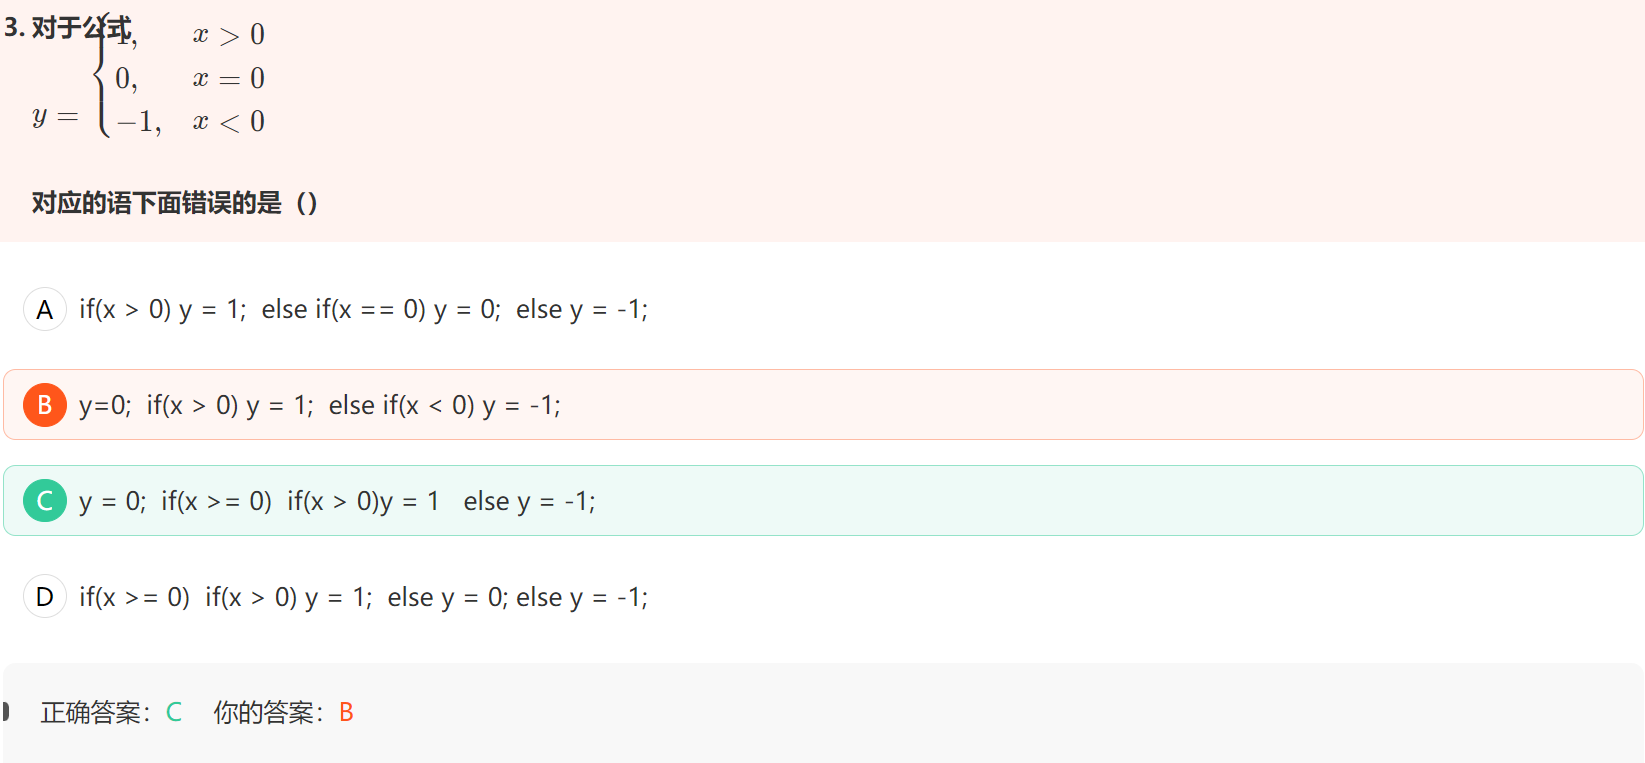 3. 对于公式
1, x > 0
0, x = 0
y = { −1, x < 0
对应的语下面错误的是（）
A if(x > 0) y = 1; else if(x == 0) y = 0; else y = -1;
B y=0; if(x > 0) y = 1; else if(x < 0) y = -1;
C y = 0; if(x >= 0) if(x > 0)y = 1 else y = -1;
D if(x >= 0) if(x > 0) y = 1; else y = 0; else y = -1;
正确答案：C 你的答案：B